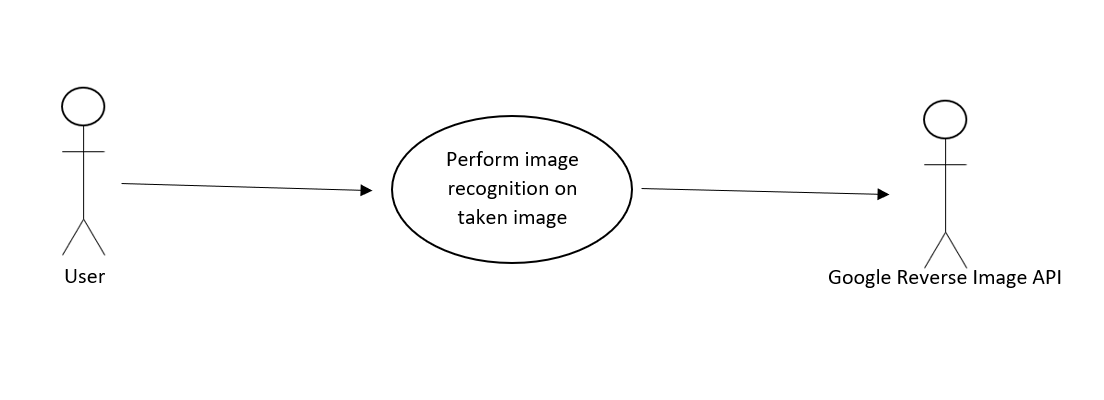 Perform image
recognition on
taken image
User
Google Reverse Image API